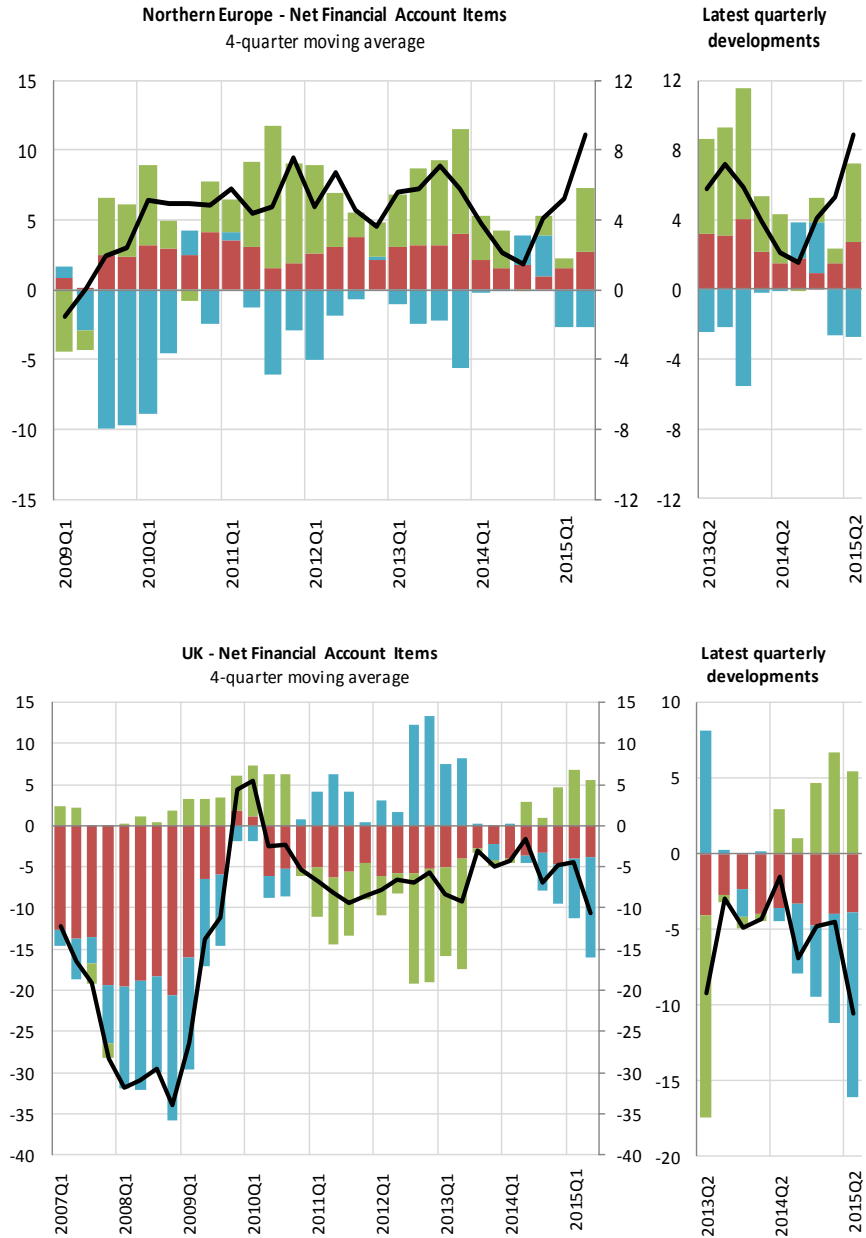 Northern Europe - Net Financial Account Items
4-quarter moving average
Latest quarterly
developments
15
10
5
0
-5
-10
-15
12
8
4
0
-4
-8
-12
12
8
4
0
-4
-8
-12
2009Q1
2010Q1
2011Q1
2012Q1
2013Q1
2014Q1
2015Q1
2013Q2
2014Q2
2015Q2
UK - Net Financial Account Items
4-quarter moving average
Latest quarterly
developments
15
10
5
0
-5
-10
-15
-20
-25
-30
-35
-40
15
10
5
0
-5
-10
-15
-20
-25
-30
-35
-40
10
5
0
-5
-10
-15
-20
2007Q1
2008Q1
2009Q1
2010Q1
2011Q1
2012Q1
2013Q1
2014Q1
2015Q1
2013Q2
2014Q2
2015Q2